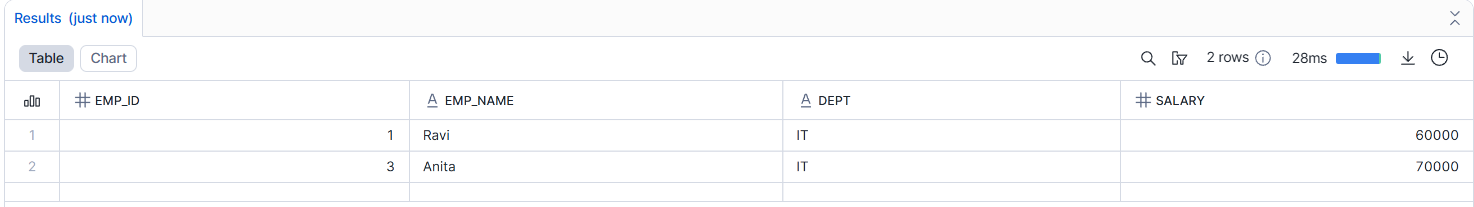 Results (just now)
Table Chart 2 rows 28ms
# EMP_ID A EMP_NAME A DEPT # SALARY
1 1 Ravi IT 60000
2 3 Anita IT 70000